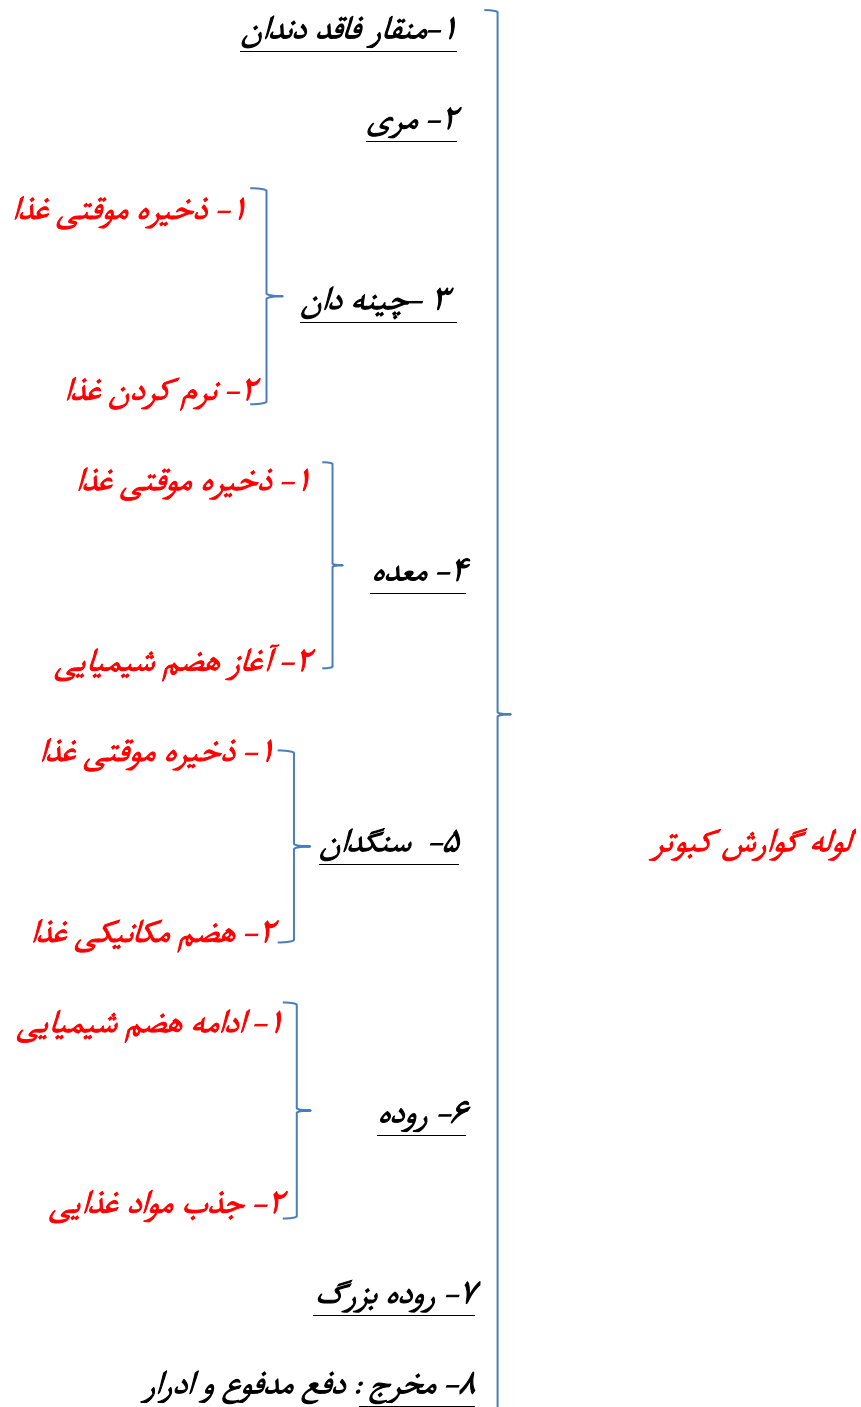 ۱-منقار فاقد دندان
۲- مری
۱- ذخیره موقتی غذا
۳ -چینه دان
۲- نرم کردن غذا
۱- ذخیره موقتی غذا
۴- معده
۲- آغاز هضم شیمیایی
۱- ذخیره موقتی غذا
لوله گوارش کبوتر
۵- سنگدان
۲- هضم مکانیکی غذا
۱- ادامه هضم شیمیایی
۶- روده
۲- جذب مواد غذایی
۷- روده بزرگ
۸- مخرج : دفع مدفوع و ادرار